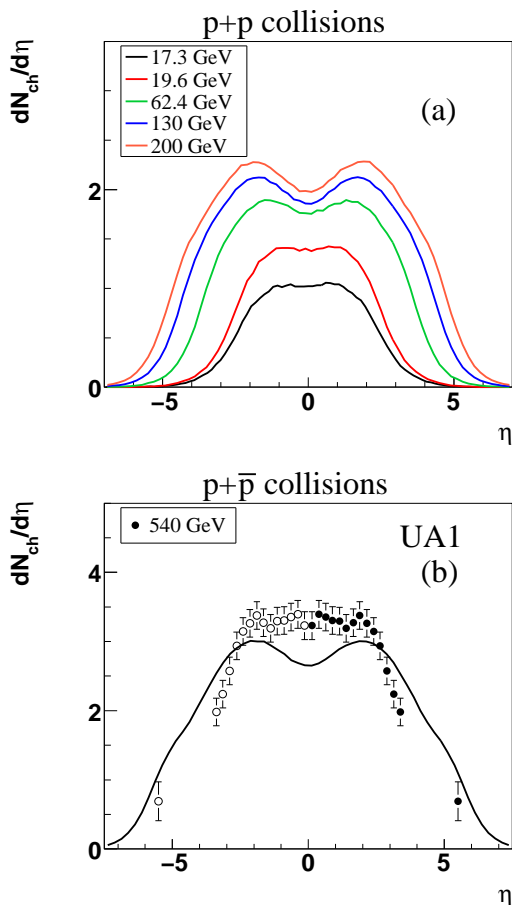 p+p collisions
dN_ch/dη
17.3 GeV
19.6 GeV
62.4 GeV
130 GeV
200 GeV
(a)
2
0
−5 0 5
η
p+p̅ collisions
dN_ch/dη
540 GeV
UA1
(b)
4
2
0
−5 0 5
η